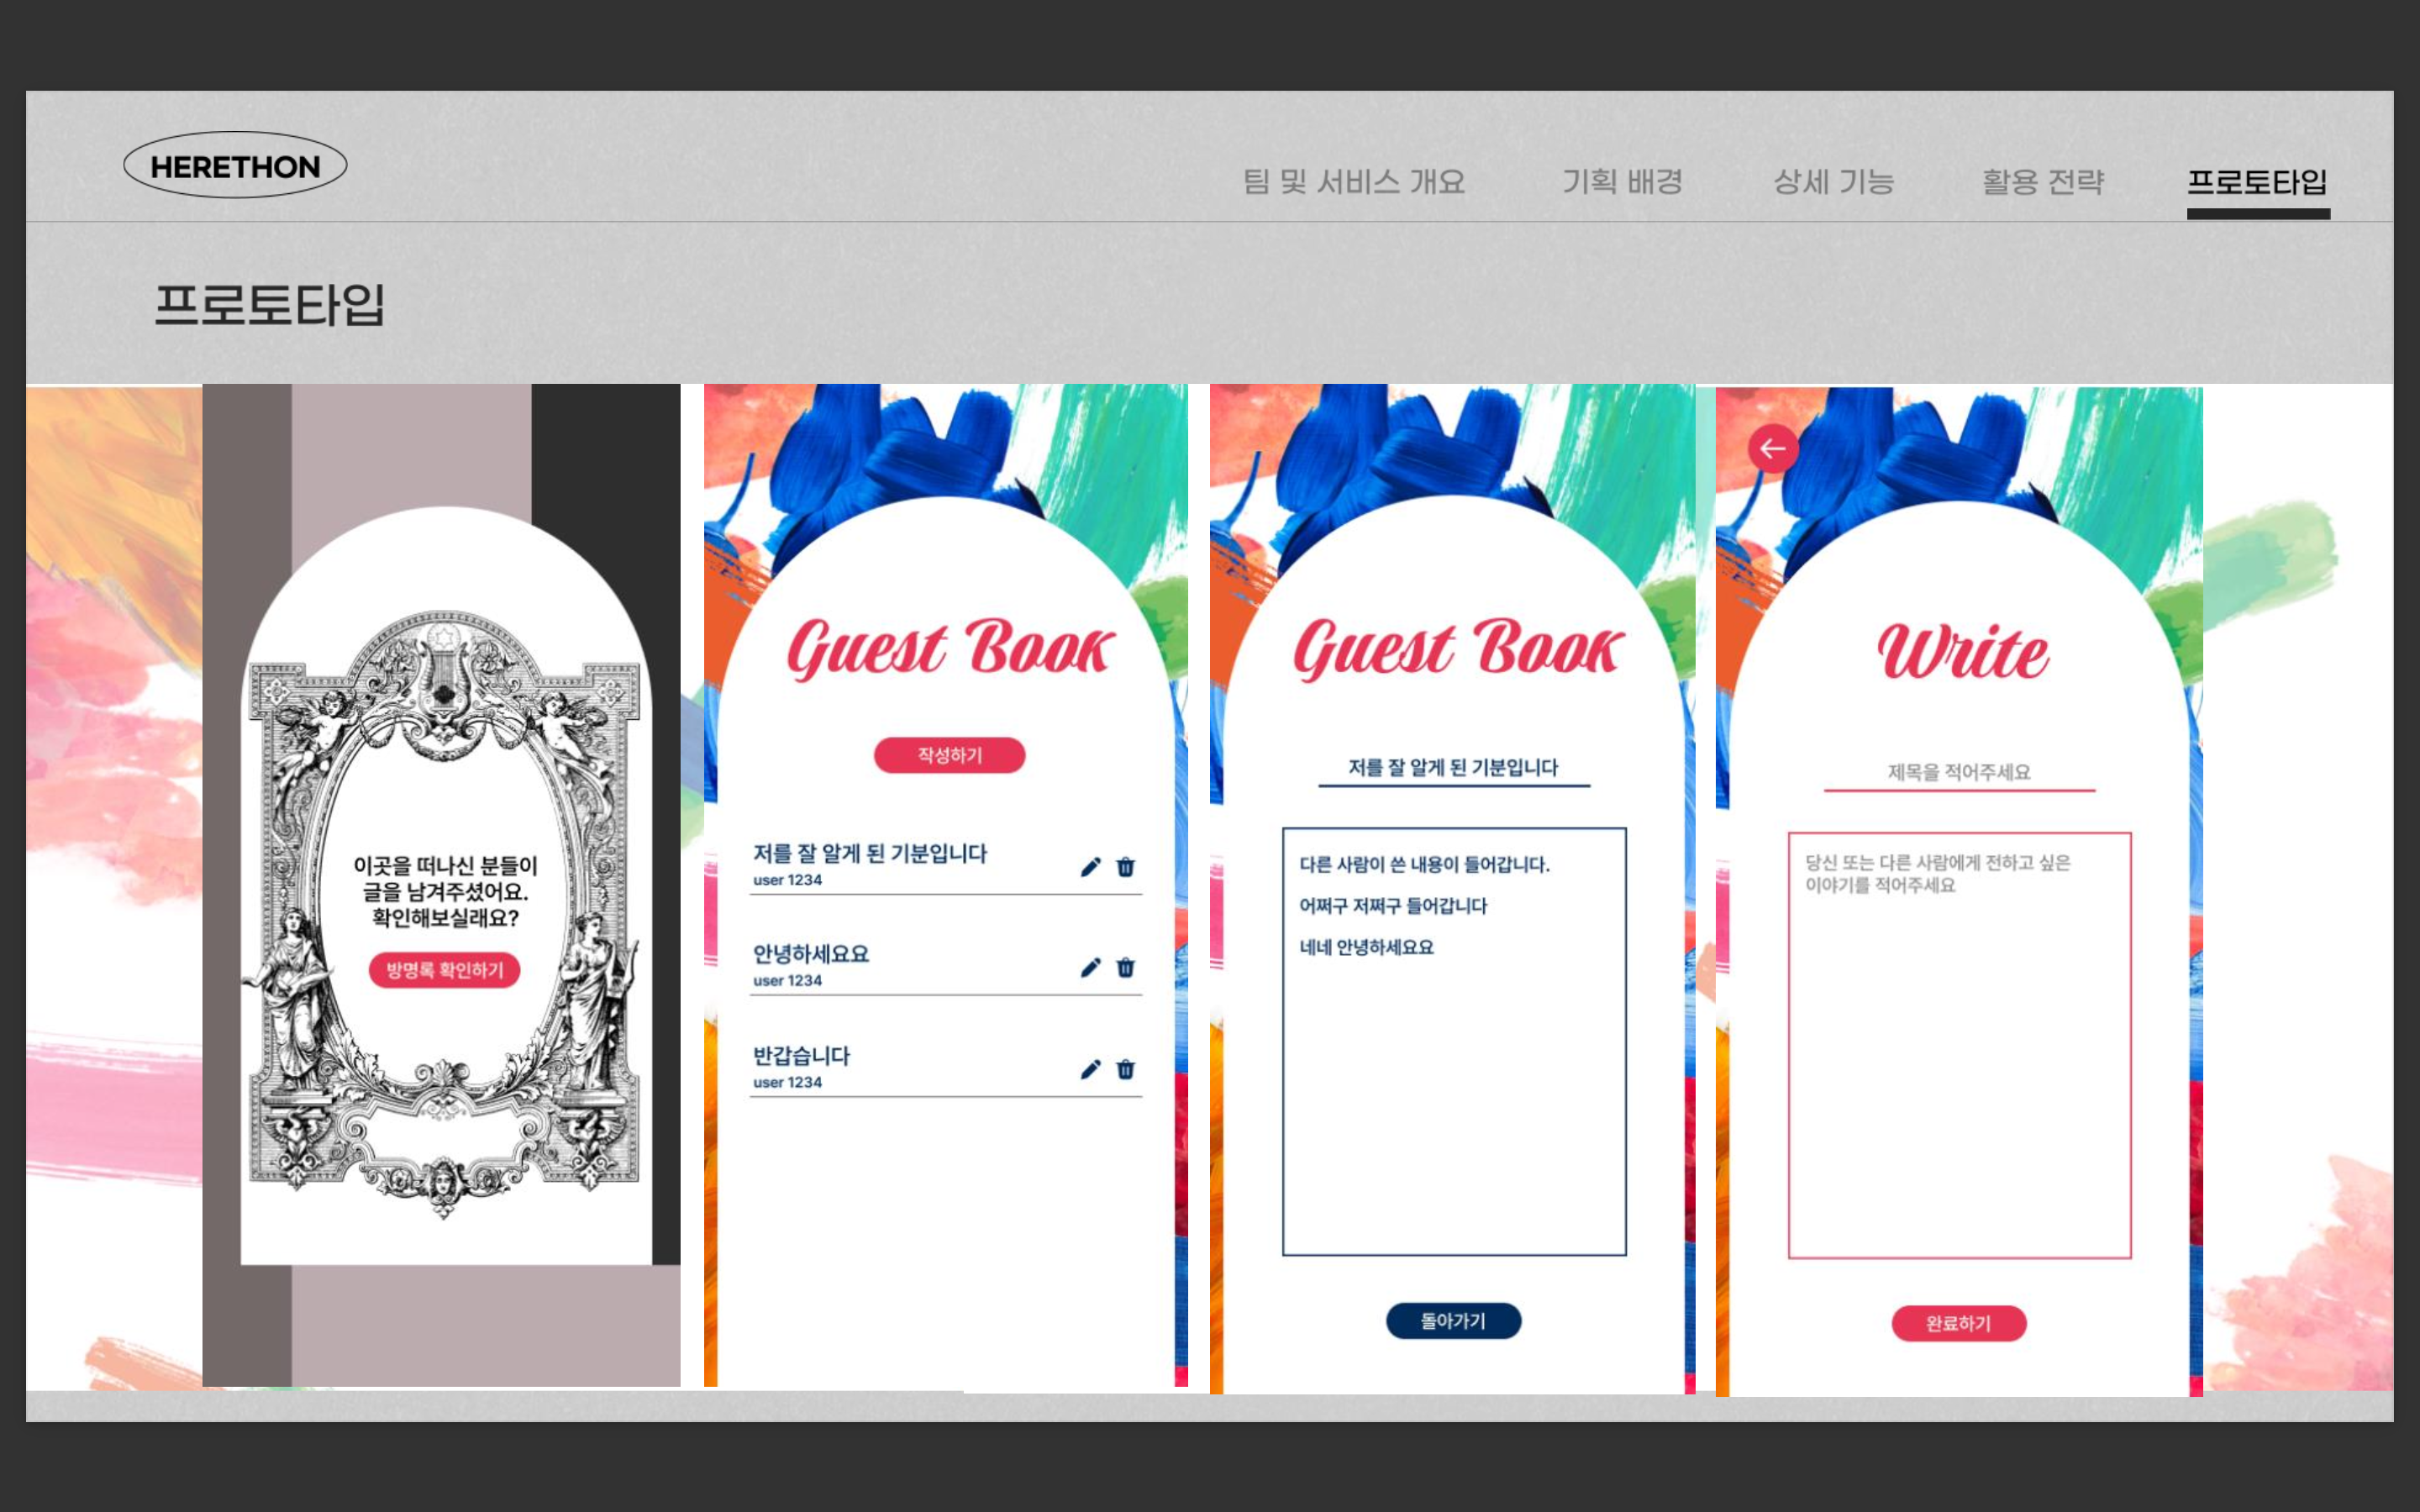 HERETHON
팀 및 서비스 개요
기획 배경
상세 기능
활용 전략
프로토타입
프로토타입
이곳을 떠나신 분들이
글을 남겨주셨어요.
확인해보실래요?
방명록 확인하기
Guest Book
작성하기
저를 잘 알게 된 기분입니다
user 1234
안녕하세요요
user 1234
반갑습니다
user 1234
Guest Book
저를 잘 알게 된 기분입니다
다른 사람이 쓴 내용이 들어갑니다.
어쩌구 저쩌구 들어갑니다
네네 안녕하세요요
돌아가기
Write
제목을 적어주세요
당신 또는 다른 사람에게 전하고 싶은
이야기를 적어주세요
완료하기